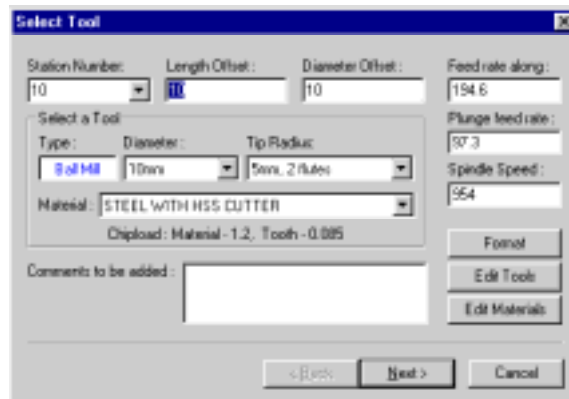 Select Tool
Station Number: Length Offset: Diameter Offset: Feed rate along:
10 10 10 194.6
Select a Tool Plunge feed rate:
Type: Diameter: Tip Radius: 97.3
Ball Mill 10mm 5mm, 2 flutes Spindle Speed:
Material: STEEL WITH HSS CUTTER 954
Chipload: Material - 1.2, Tooth - 0.085
Format
Comments to be added: Edit Tools
Edit Materials
< Back Next > Cancel